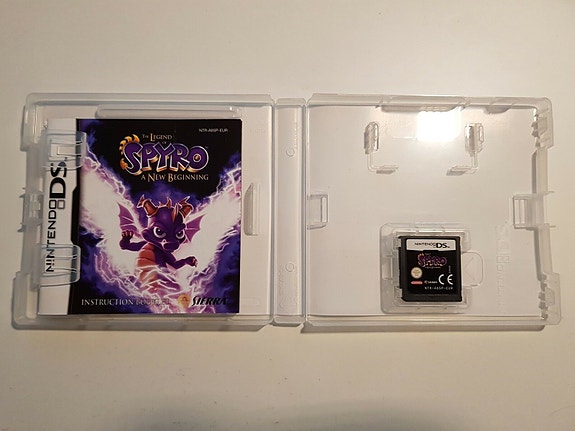 NINTENDO DS
NTR-A6SP-EUR
THE LEGEND
OF
SPYRO
A NEW BEGINNING
INSTRUCTION BOOKLET
SIERRA
NINTENDO DS
SPYRO
CE
NTR-A6SP-EUR